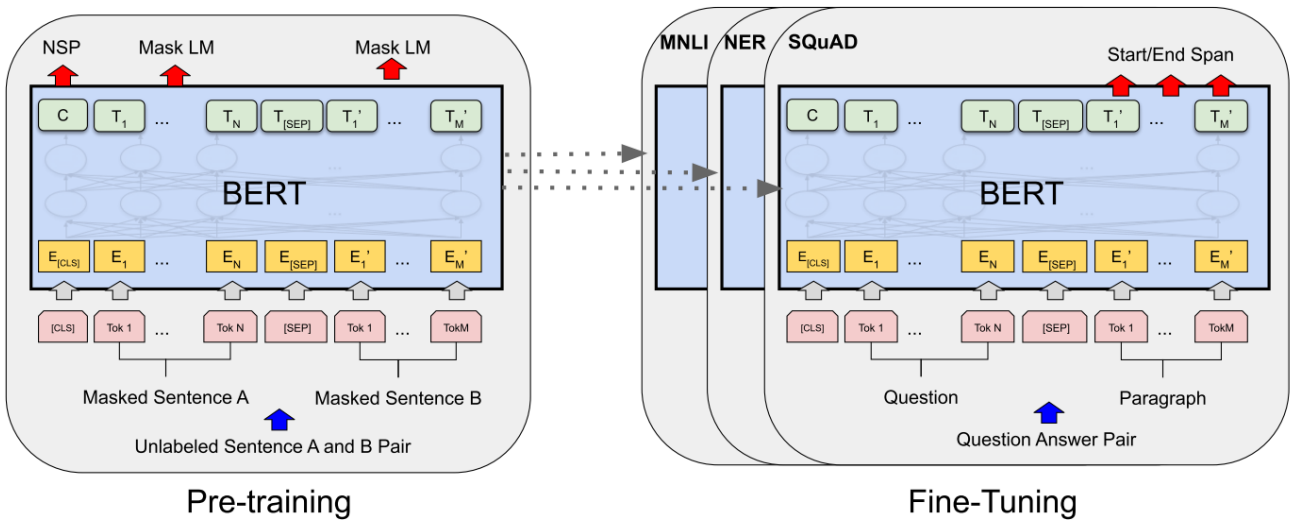 NSP Mask LM Mask LM
C T1 ... TN T[SEP] T1' ... TM'
BERT
E[CLS] E1 ... EN E[SEP] E1' ... EM'
[CLS] Tok 1 ... Tok N [SEP] Tok 1 ... TokM
Masked Sentence A Masked Sentence B
Unlabeled Sentence A and B Pair
Pre-training
MNLI NER SQuAD
Start/End Span
C T1 ... TN T[SEP] T1' ... TM'
BERT
E[CLS] E1 ... EN E[SEP] E1' ... EM'
[CLS] Tok 1 ... Tok N [SEP] Tok 1 ... TokM
Question Paragraph
Question Answer Pair
Fine-Tuning